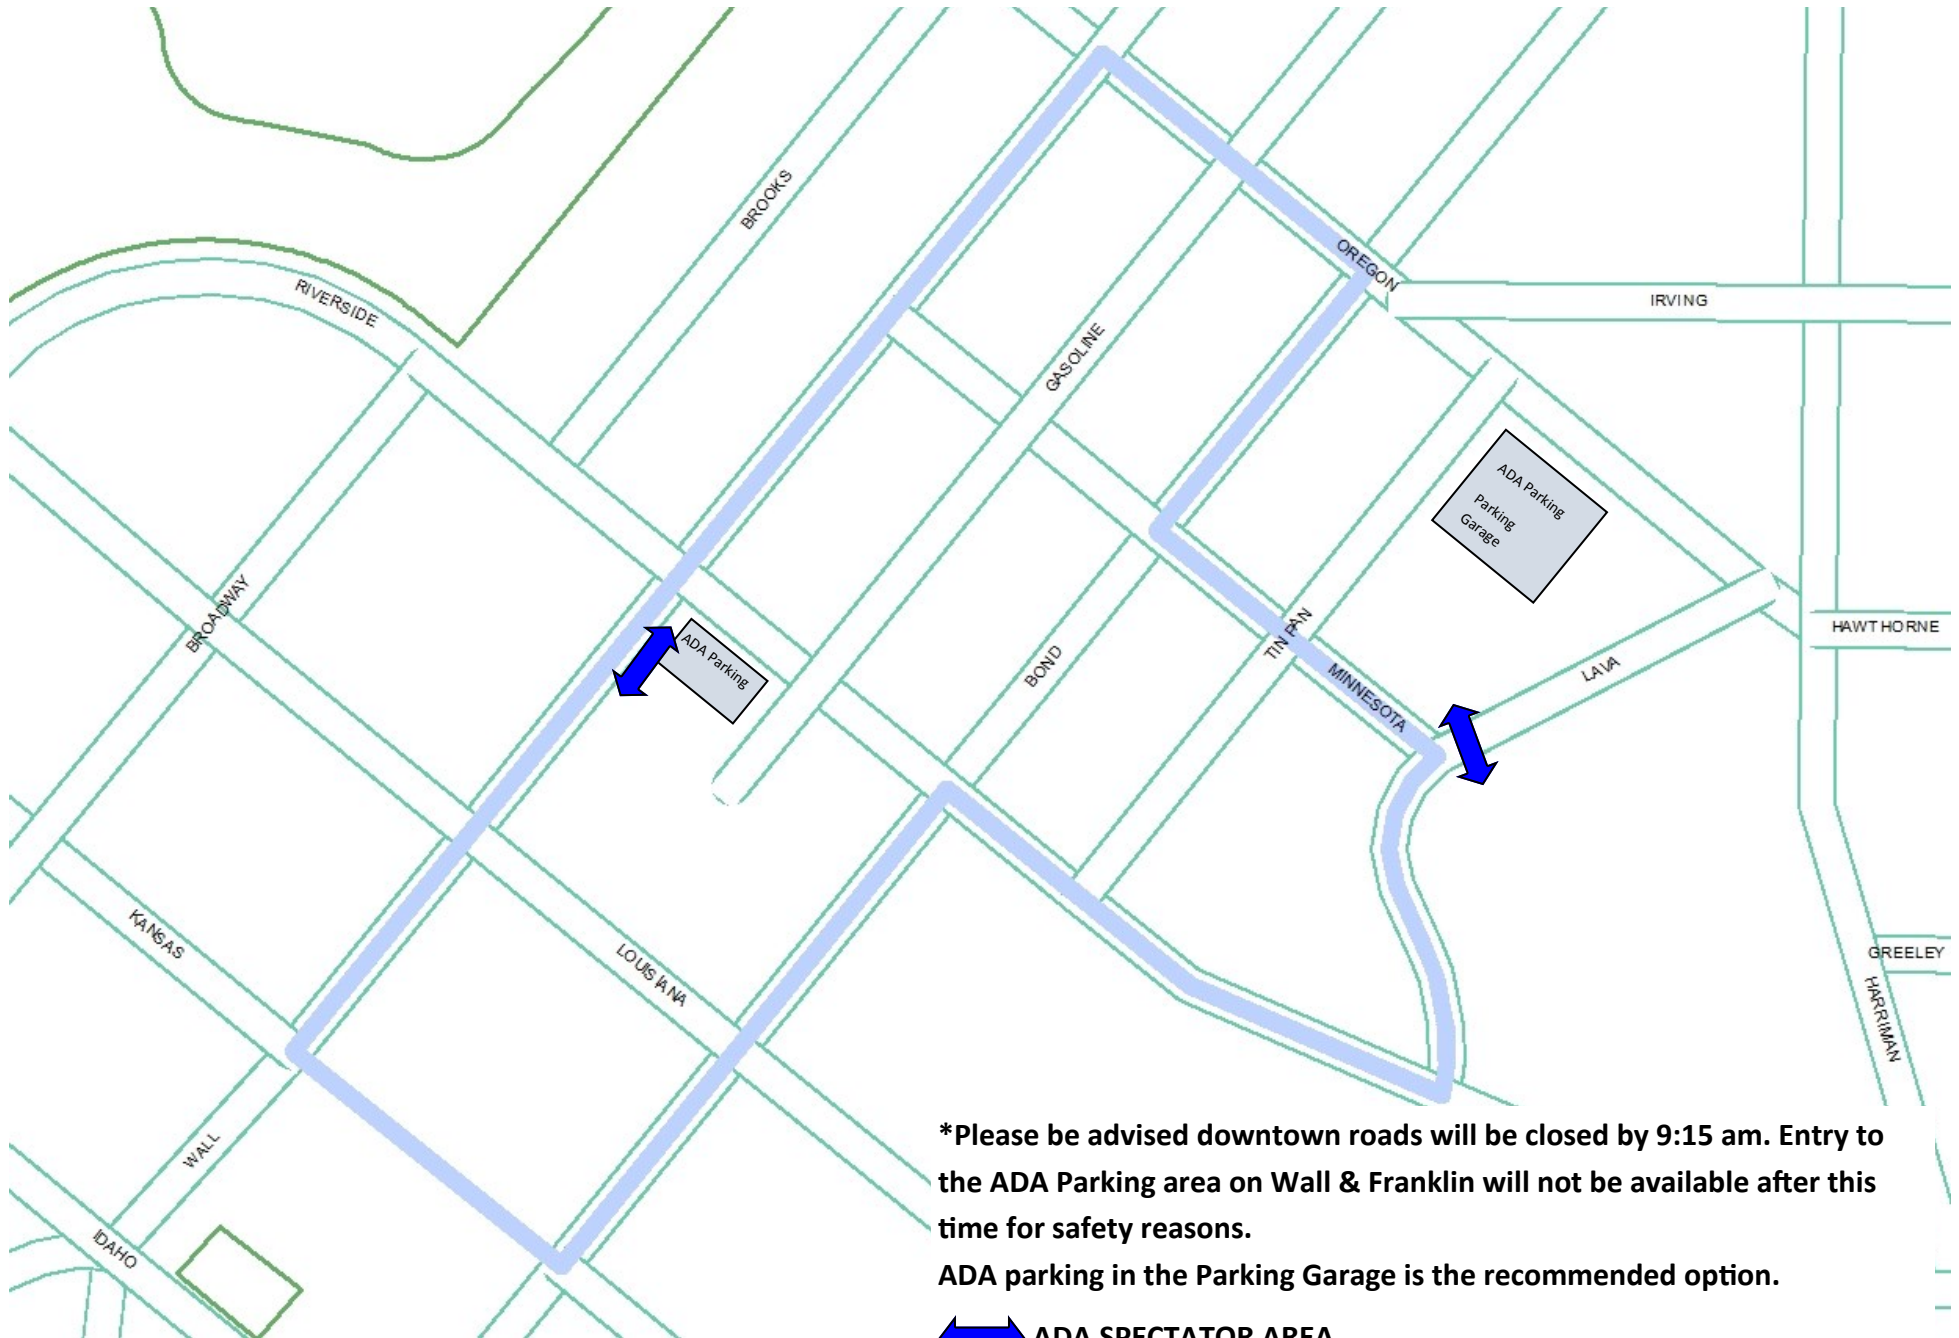 BROOKS
RIVERSIDE
OREGON
IRVING
GASOLINE
ADA Parking
Parking
Garage
BROADWAY
HAWTHORNE
TIN PAN
ADA Parking
BOND
LAVA
MINNESOTA
KANSAS
LOUISIANA
GREELEY
HARRIMAN
WALL
IDAHO
*Please be advised downtown roads will be closed by 9:15 am. Entry to
the ADA Parking area on Wall & Franklin will not be available after this
time for safety reasons.
ADA parking in the Parking Garage is the recommended option.
ADA SPECTATOR AREA